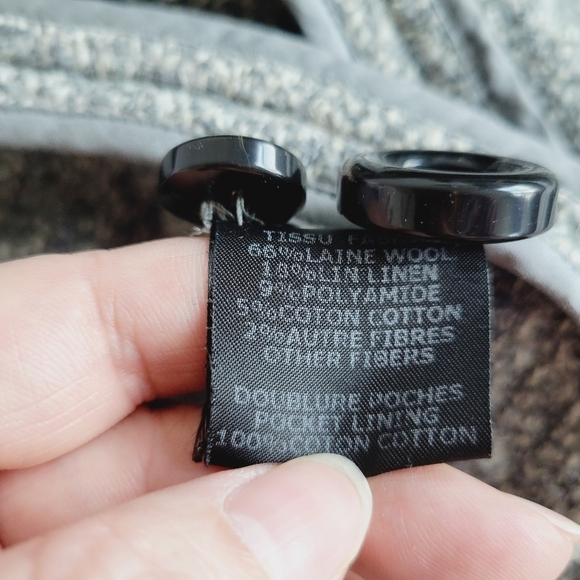 TISSU
66%LAINE WOOL
18%LIN LINEN
9%POLYAMIDE
5%COTON COTTON
2%AUTRE FIBRES
OTHER FIBERS
DOUBLURE POCHES
POCKET LINING
100%COTON COTTON